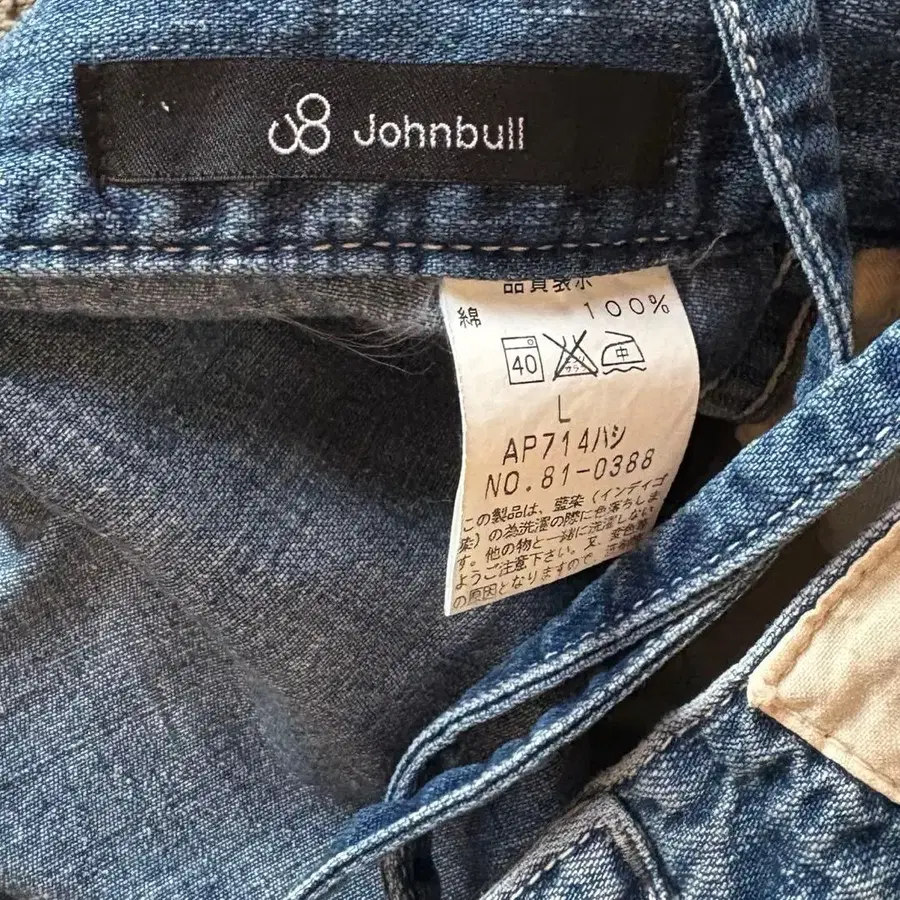 Johnbull
品質表示
綿 100%
40
中
L
AP714ハシ
NO.81-0388
この製品は、藍染(インディゴ
染)の為洗濯の際に色落ちしま
す。他の物と一緒に洗濯しない
ようご注意下さい。又、変色等
の原因となりますので、